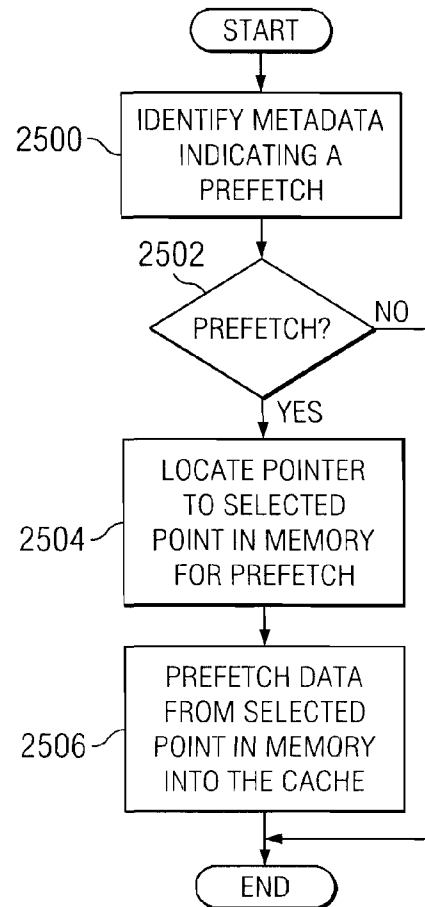 START
2500
IDENTIFY METADATA
INDICATING A
PREFETCH
2502
PREFETCH?
NO
YES
2504
LOCATE POINTER
TO SELECTED
POINT IN MEMORY
FOR PREFETCH
2506
PREFETCH DATA
FROM SELECTED
POINT IN MEMORY
INTO THE CACHE
END